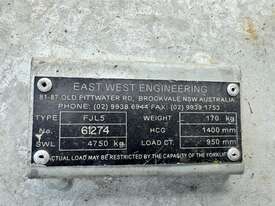 EAST WEST ENGINEERING
81-87 OLD PITTWATER RD, BROOKVALE NSW AUSTRALIA
PHONE: (02) 9938 6944 FAX: (02) 9939 1753
TYPE FJL5 WEIGHT 170 kg
No. 61274 HCG 1400 mm
SWL 4750 kg LOAD CT. 950 mm
ACTUAL LOAD MAY BE RESTRICTED BY THE CAPACITY OF THE FORKLIFT